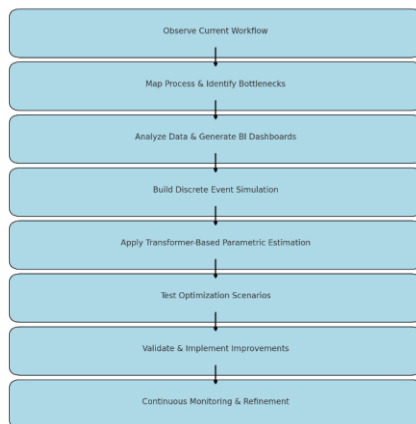 Observe Current Workflow
Map Process & Identify Bottlenecks
Analyze Data & Generate BI Dashboards
Build Discrete Event Simulation
Apply Transformer-Based Parametric Estimation
Test Optimization Scenarios
Validate & Implement Improvements
Continuous Monitoring & Refinement